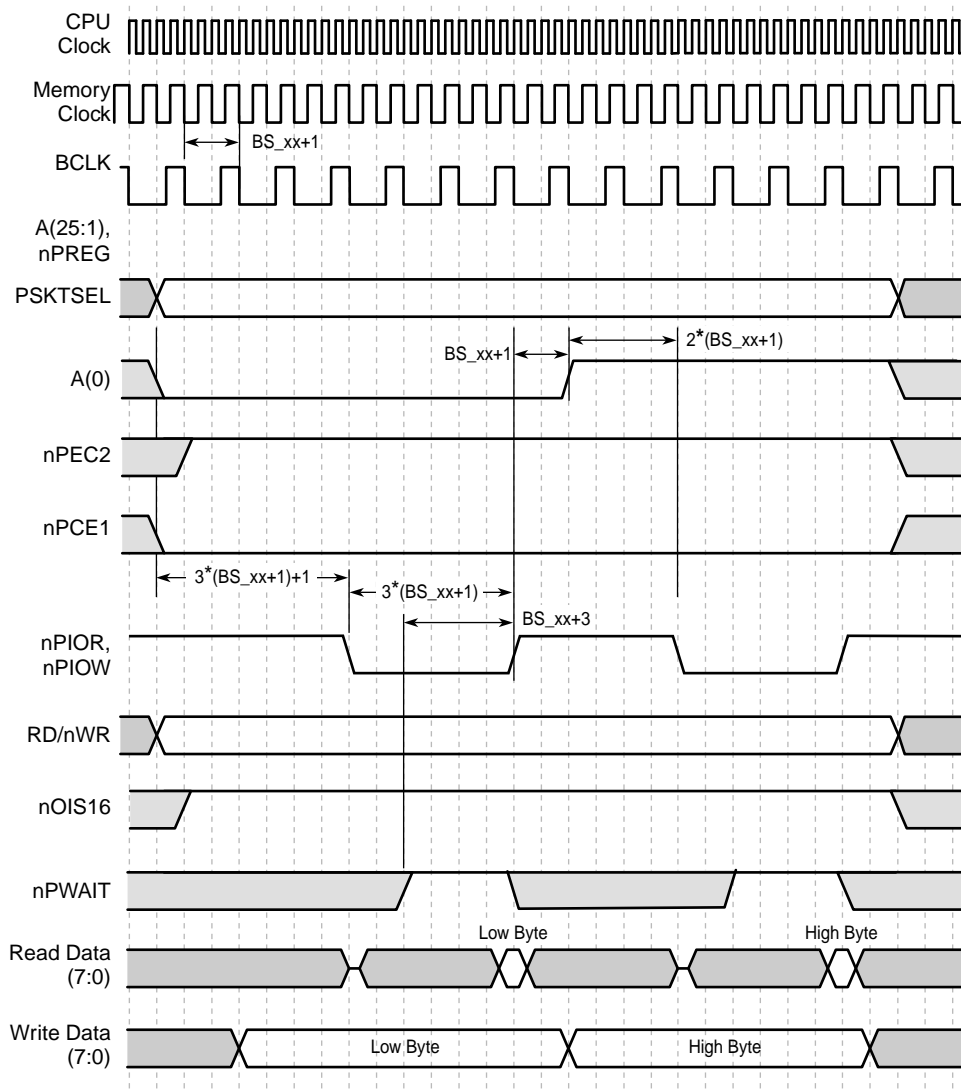 CPU
Clock
Memory
Clock
BS_xx+1
BCLK
A(25:1),
nPREG
PSKTSEL
BS_xx+1
2*(BS_xx+1)
A(0)
nPEC2
nPCE1
3*(BS_xx+1)+1
3*(BS_xx+1)
BS_xx+3
nPIOR,
nPIOW
RD/nWR
nOIS16
nPWAIT
Low Byte
High Byte
Read Data
(7:0)
Write Data
(7:0)
Low Byte
High Byte